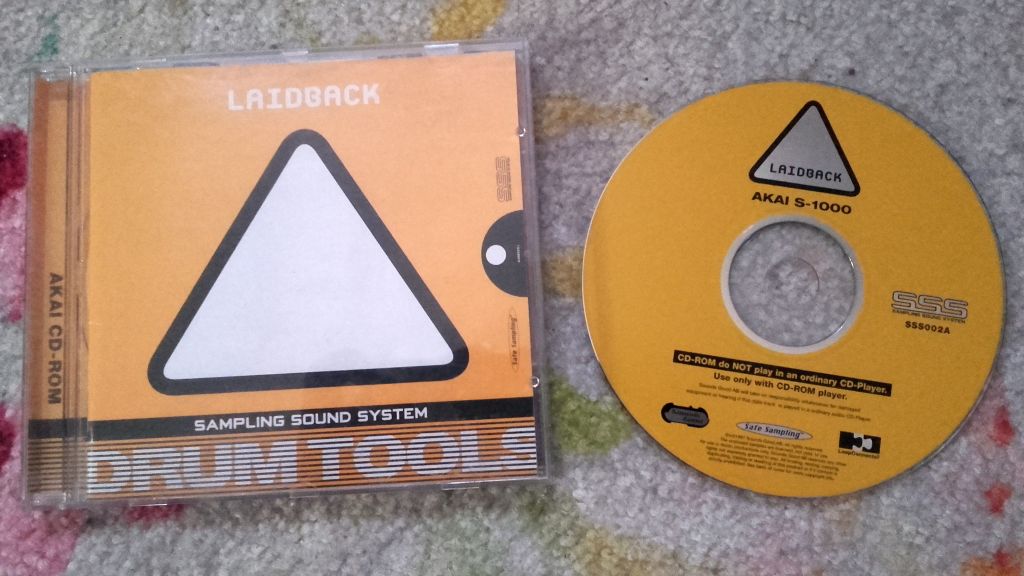 LAIDBACK
SSS
Safe Sampling
AKAI CD-ROM
SAMPLING SOUND SYSTEM
DRUM TOOLS
LAIDBACK
AKAI S-1000
SSS
SAMPLING SOUND SYSTEM
SSS002A
CD-ROM do NOT play in an ordinary CD-Player.
Use only with CD-ROM player.
Safe Sampling